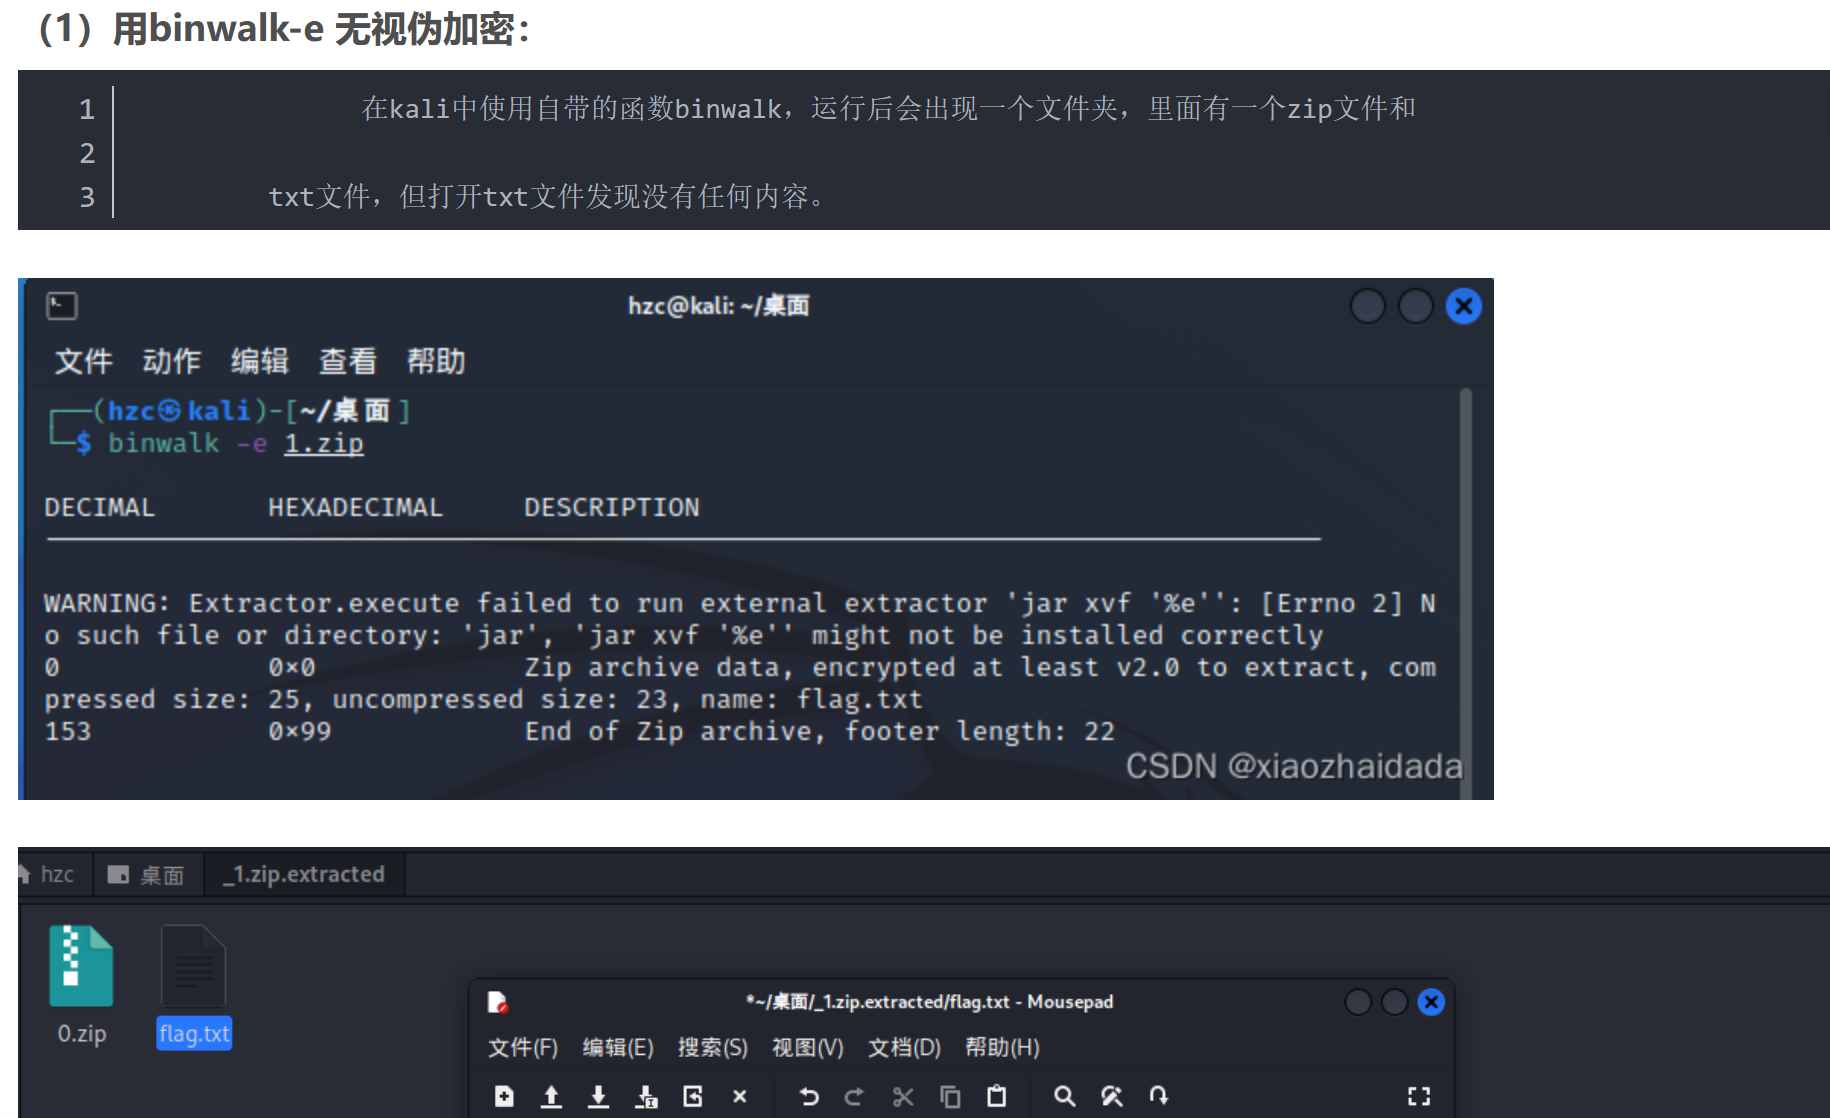 （1）用binwalk-e 无视伪加密：
1 在kali中使用自带的函数binwalk，运行后会出现一个文件夹，里面有一个zip文件和
2
3 txt文件，但打开txt文件发现没有任何内容。
hzc@kali: ~/桌面
文件 动作 编辑 查看 帮助
┌──(hzc㉿kali)-[~/桌面]
└─$ binwalk -e 1.zip
DECIMAL HEXADECIMAL DESCRIPTION
WARNING: Extractor.execute failed to run external extractor 'jar xvf '%e'': [Errno 2] N
o such file or directory: 'jar', 'jar xvf '%e'' might not be installed correctly
0 0×0 Zip archive data, encrypted at least v2.0 to extract, com
pressed size: 25, uncompressed size: 23, name: flag.txt
153 0×99 End of Zip archive, footer length: 22
CSDN @xiaozhaidada
hzc 桌面 _1.zip.extracted
0.zip flag.txt
*~/桌面/_1.zip.extracted/flag.txt - Mousepad
文件(F) 编辑(E) 搜索(S) 视图(V) 文档(D) 帮助(H)